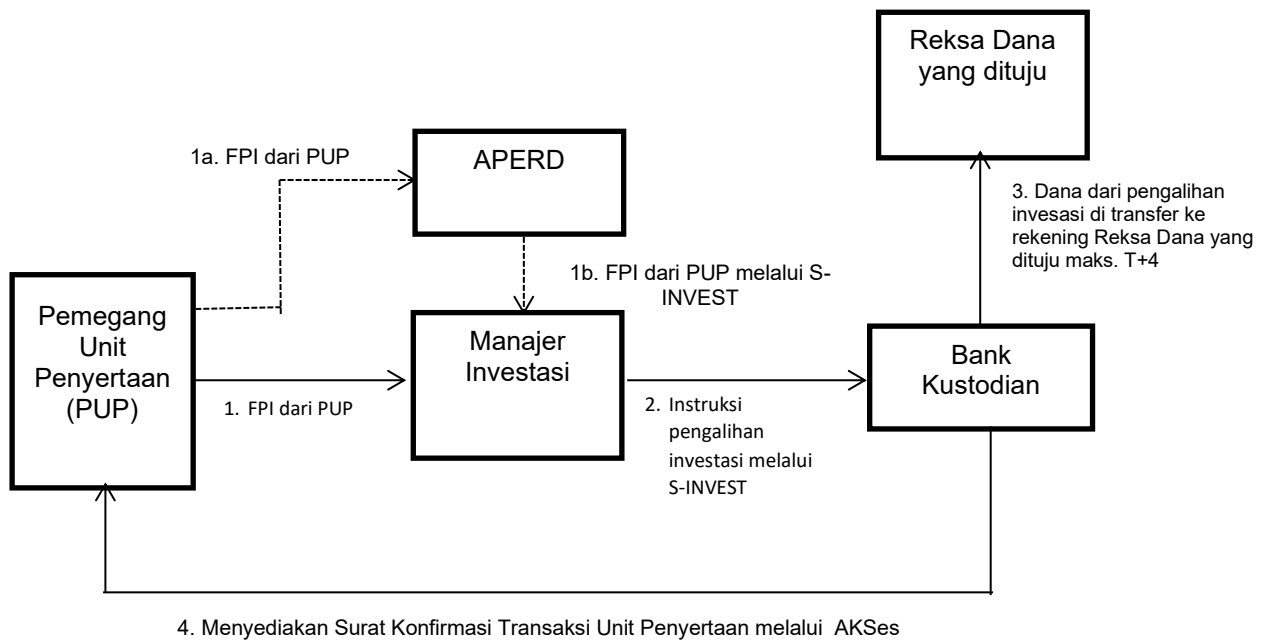 Reksa Dana
yang dituju
1a. FPI dari PUP
APERD
3. Dana dari pengalihan
invesasi di transfer ke
rekening Reksa Dana yang
dituju maks. T+4
1b. FPI dari PUP melalui S-
INVEST
Pemegang
Unit
Penyertaan
(PUP)
Manajer
Investasi
Bank
Kustodian
1. FPI dari PUP
2. Instruksi
pengalihan
investasi melalui
S-INVEST
4. Menyediakan Surat Konfirmasi Transaksi Unit Penyertaan melalui AKSes